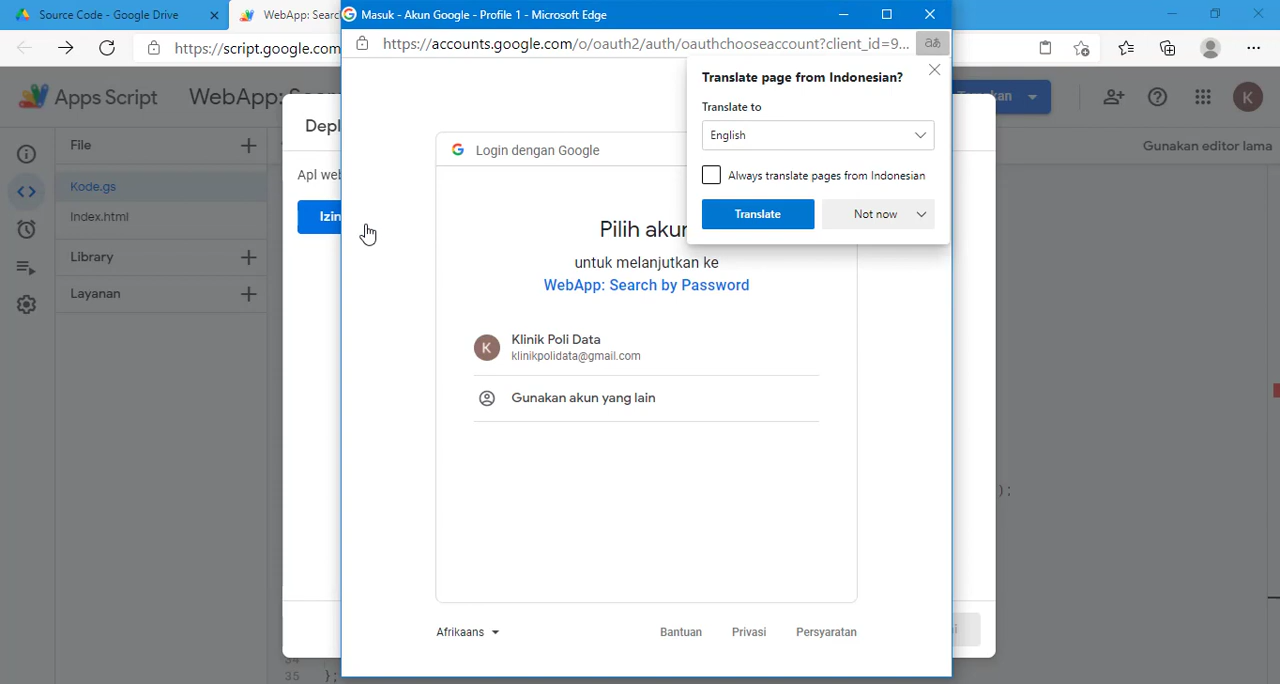 Source Code - Google Drive
WebApp: Searc
Masuk - Akun Google - Profile 1 - Microsoft Edge
https://script.google.com
https://accounts.google.com/o/oauth2/auth/oauthchooseaccount?client_id=9...
Apps Script
WebApp:
K
Translate page from Indonesian?
Translate to
English
Always translate pages from Indonesian
Translate
Not now
File
Kode.gs
Index.html
Library
Layanan
Gunakan editor lama
Depl
Apl web
Izin
Login dengan Google
Pilih akun
untuk melanjutkan ke
WebApp: Search by Password
K
Klinik Poli Data
klinikpolidata@gmail.com
Gunakan akun yang lain
);
Afrikaans
Bantuan
Privasi
Persyaratan
34
35 };